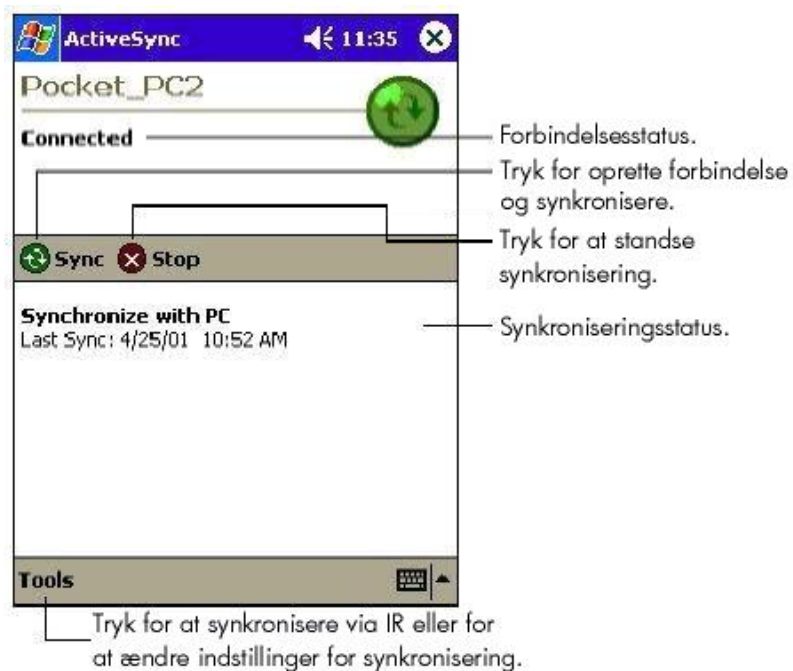 ActiveSync 11:35
Pocket_PC2
Connected
Forbindelsesstatus.
Tryk for oprette forbindelse
og synkronisere.
Tryk for at standse
synkronisering.
Sync Stop
Synchronize with PC
Last Sync: 4/25/01 10:52 AM
Synkroniseringsstatus.
Tools
Tryk for at synkronisere via IR eller for
at ændre indstillinger for synkronisering.